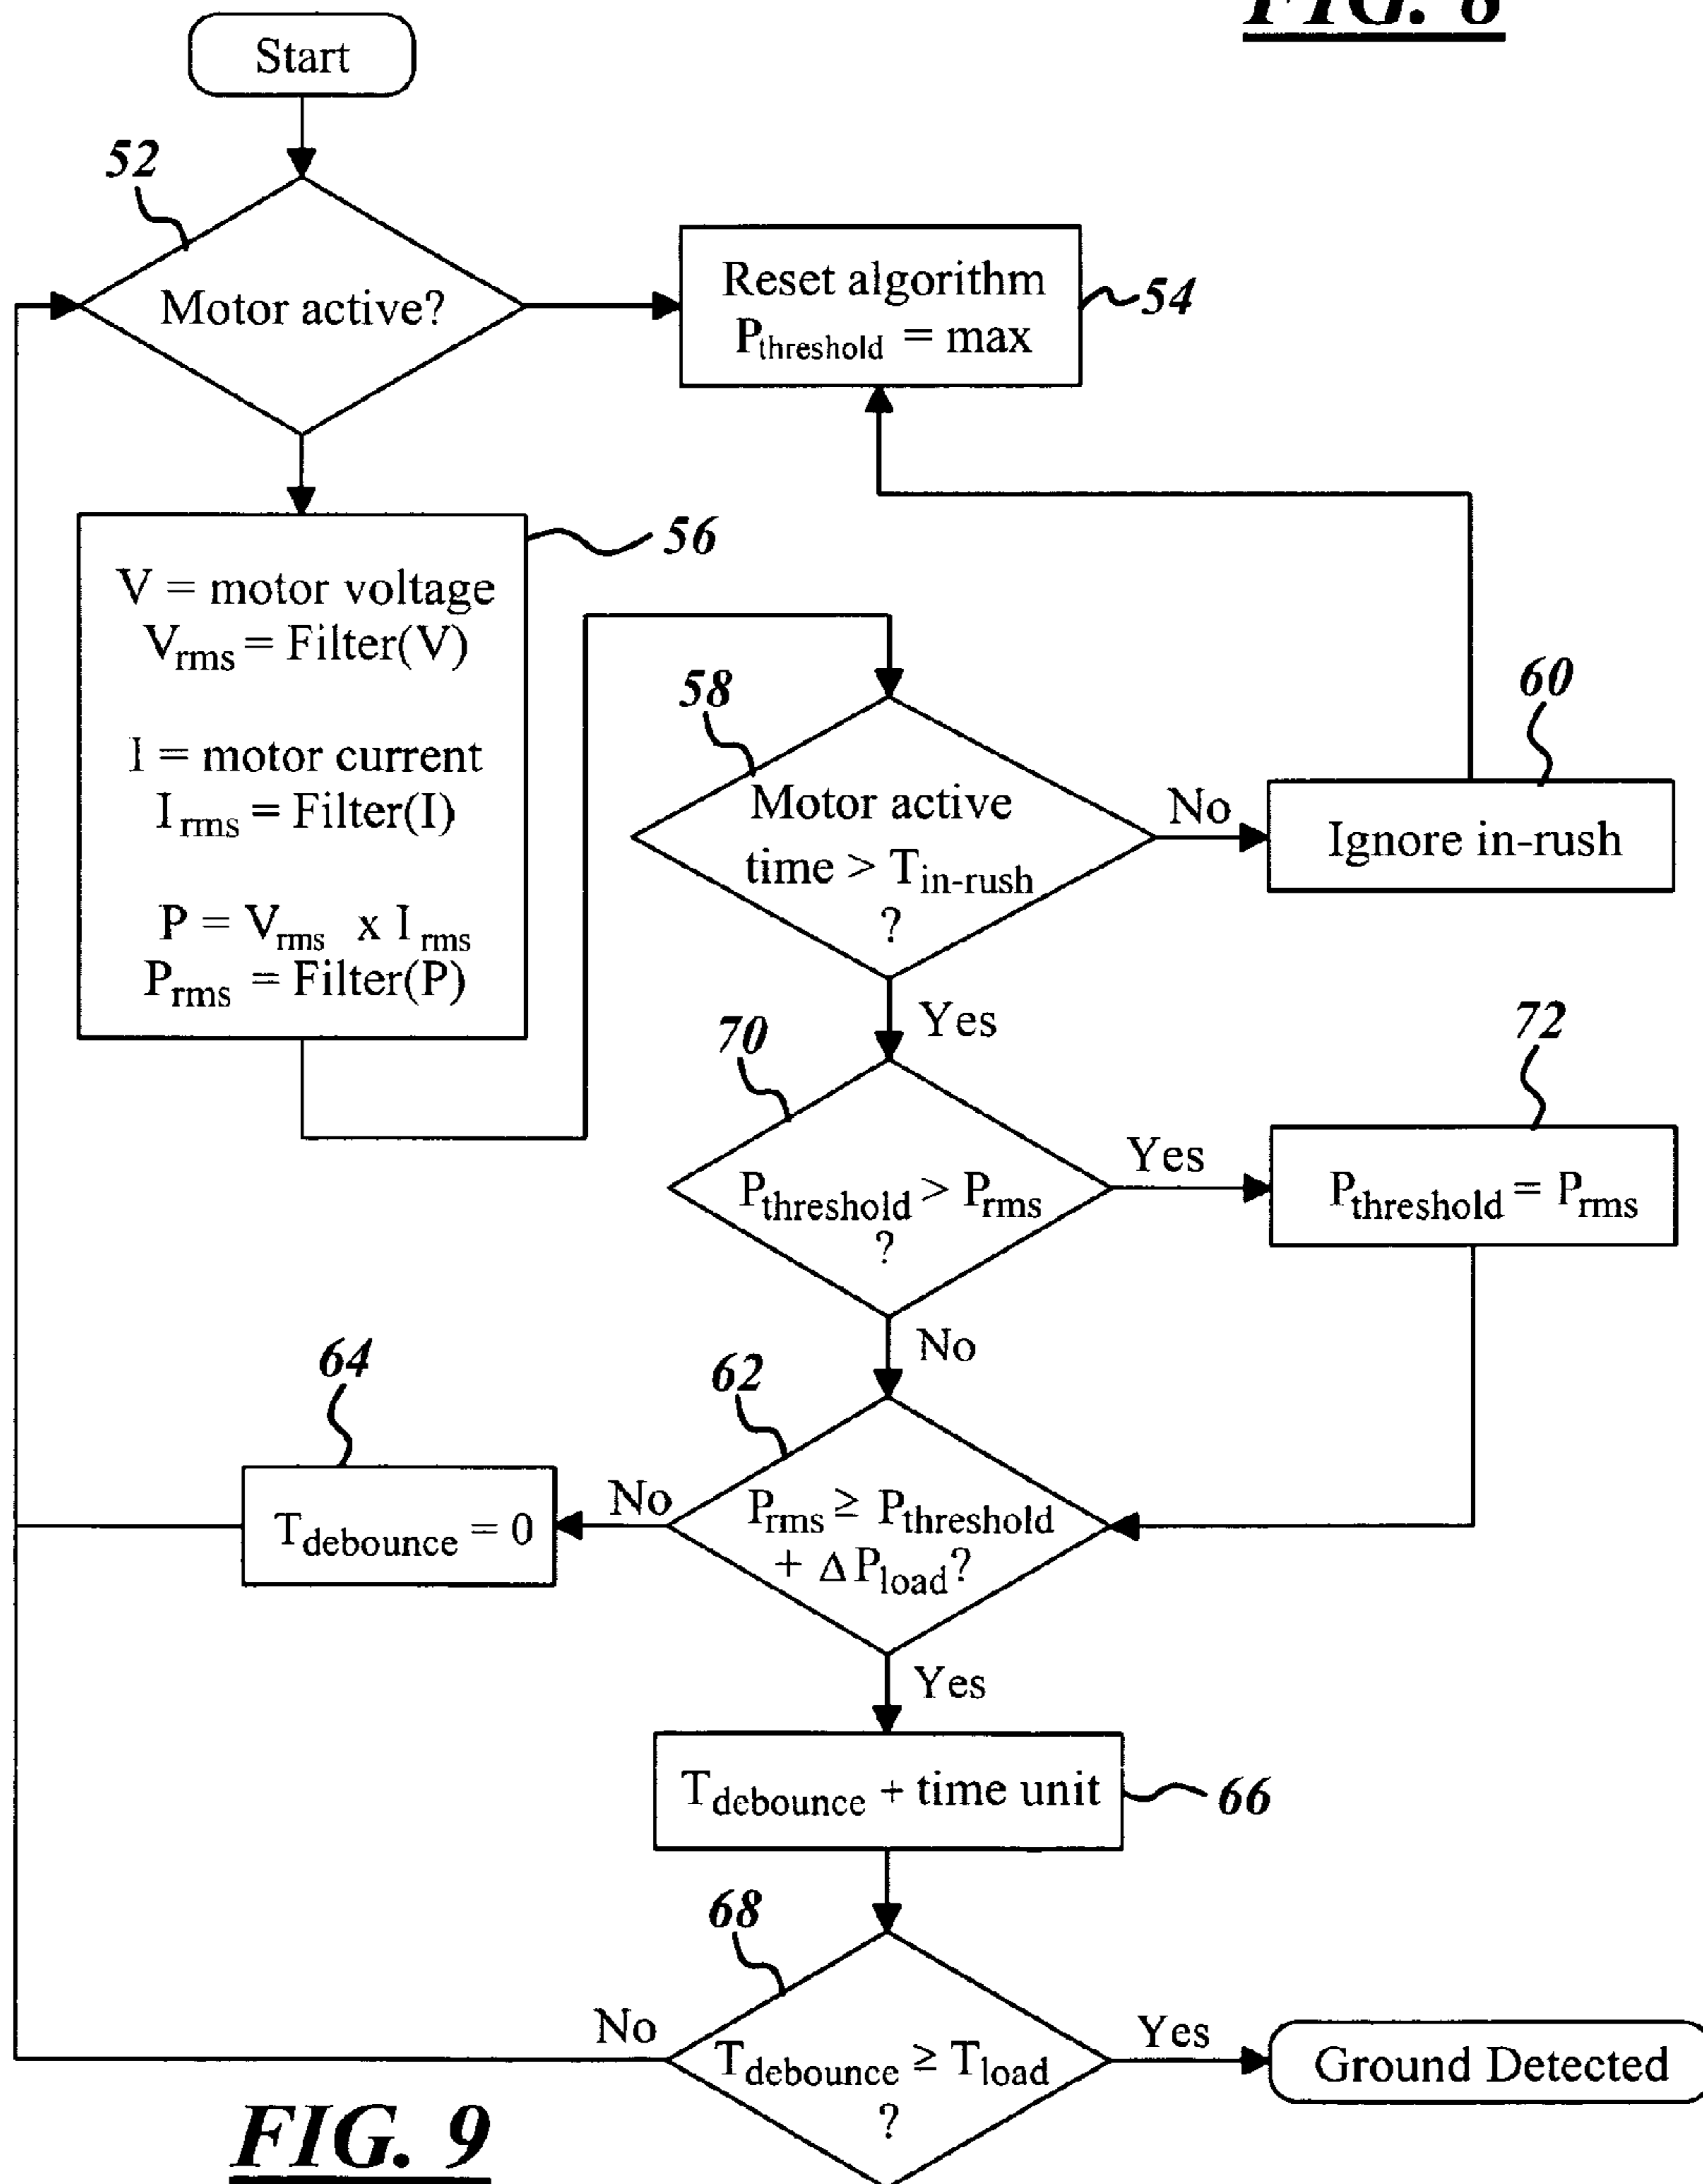 FIG. 8
Start
52
Motor active?
Reset algorithm
Pthreshold = max
54
56
V = motor voltage
Vrms = Filter(V)
I = motor current
Irms = Filter(I)
P = Vrms x Irms
Prms = Filter(P)
58
Motor active
time > Tin-rush
?
No
60
Ignore in-rush
Yes
70
Pthreshold > Prms
?
Yes
72
Pthreshold = Prms
No
62
Prms ≥ Pthreshold
+ Δ Pload?
No
64
Tdebounce = 0
Yes
Tdebounce + time unit
66
68
Tdebounce ≥ Tload
?
No
Yes
Ground Detected
FIG. 9